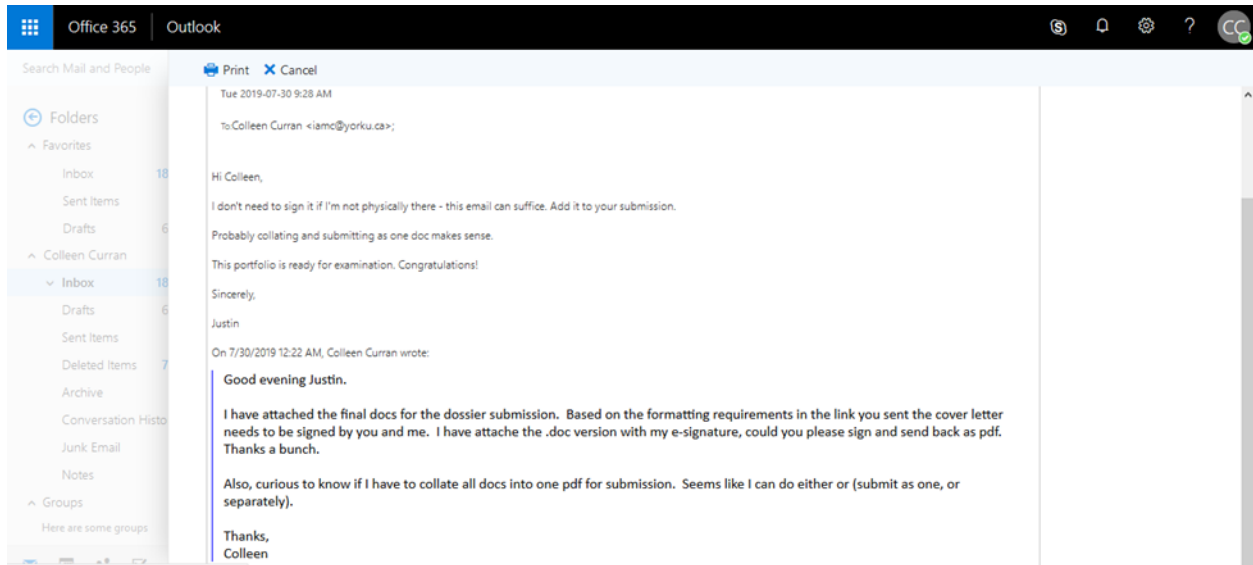 Office 365
Outlook
CC
Search Mail and People
Print
Cancel
Folders
Favorites
Inbox 18
Sent Items
Drafts 6
Colleen Curran
Inbox 18
Drafts 6
Sent Items
Deleted Items 7
Archive
Conversation Histo
Junk Email
Notes
Groups
Here are some groups
Tue 2019-07-30 9:28 AM
To:Colleen Curran <iamc@yorku.ca>;
Hi Colleen,
I don't need to sign it if I'm not physically there - this email can suffice. Add it to your submission.
Probably collating and submitting as one doc makes sense.
This portfolio is ready for examination. Congratulations!
Sincerely,
Justin
On 7/30/2019 12:22 AM, Colleen Curran wrote:
Good evening Justin.
I have attached the final docs for the dossier submission. Based on the formatting requirements in the link you sent the cover letter
needs to be signed by you and me. I have attache the .doc version with my e-signature, could you please sign and send back as pdf.
Thanks a bunch.
Also, curious to know if I have to collate all docs into one pdf for submission. Seems like I can do either or (submit as one, or
separately).
Thanks,
Colleen